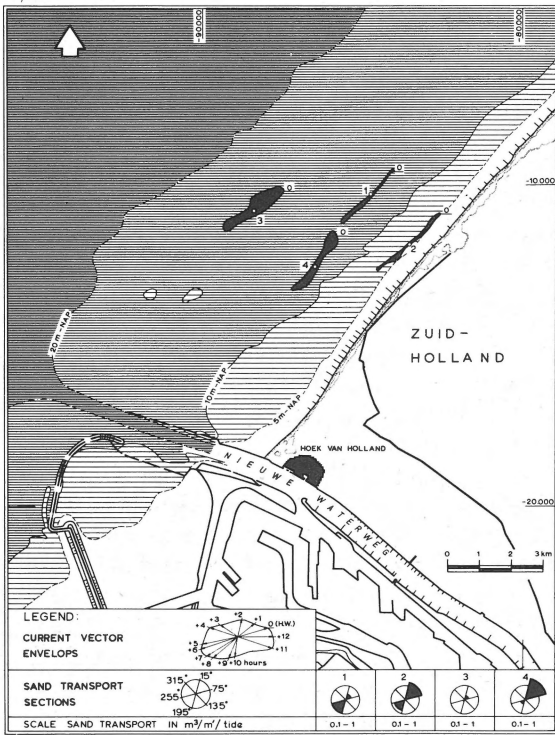 -90.000
-80.000
-10.000
0
0
1
0
3
0
4
2
20m-NAP
10m-NAP
5m-NAP
ZUID-
HOLLAND
HOEK VAN HOLLAND
NIEUWE WATERWEG
-20.000
0 1 2 3 km
LEGEND:
CURRENT VECTOR
ENVELOPS
+4 +3 +2 +1 0 (H.W.)
+12
+11
+5
+6
+7
+8 +9 +10 hours
SAND TRANSPORT
SECTIONS
315° 15°
255° 75°
195° 135°
1 2 3 4
SCALE SAND TRANSPORT IN m³/m'/ tide
0.1-1 0.1-1 0.1-1 0.1-1